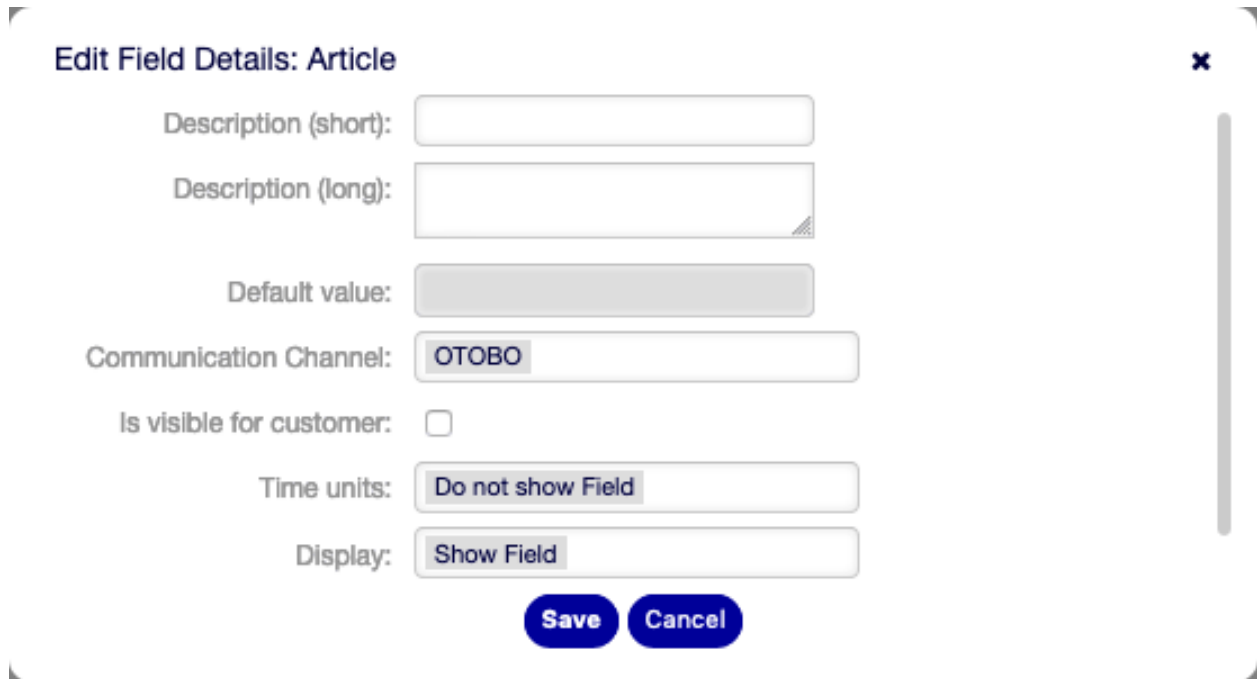 Edit Field Details: Article
Description (short):
Description (long):
Default value:
Communication Channel: OTOBO
Is visible for customer:
Time units: Do not show Field
Display: Show Field
Save Cancel